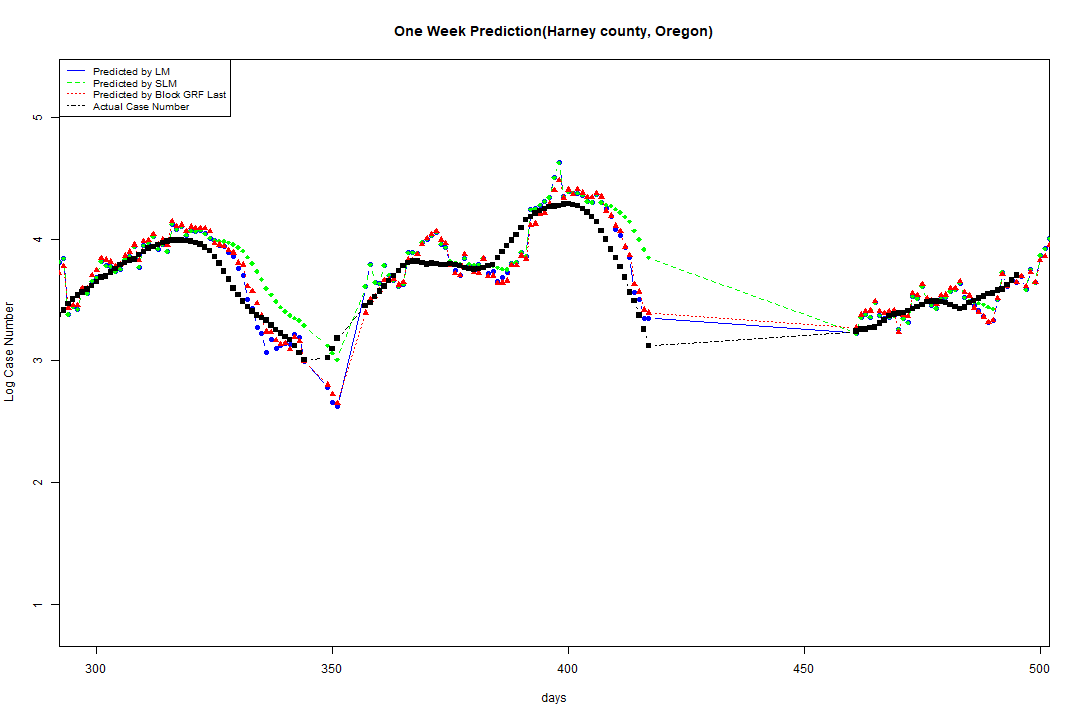 One Week Prediction(Harney county, Oregon)
Predicted by LM
Predicted by SLM
Predicted by Block GRF Last
Actual Case Number
5
4
3
2
1
Log Case Number
300
350
400
450
500
days